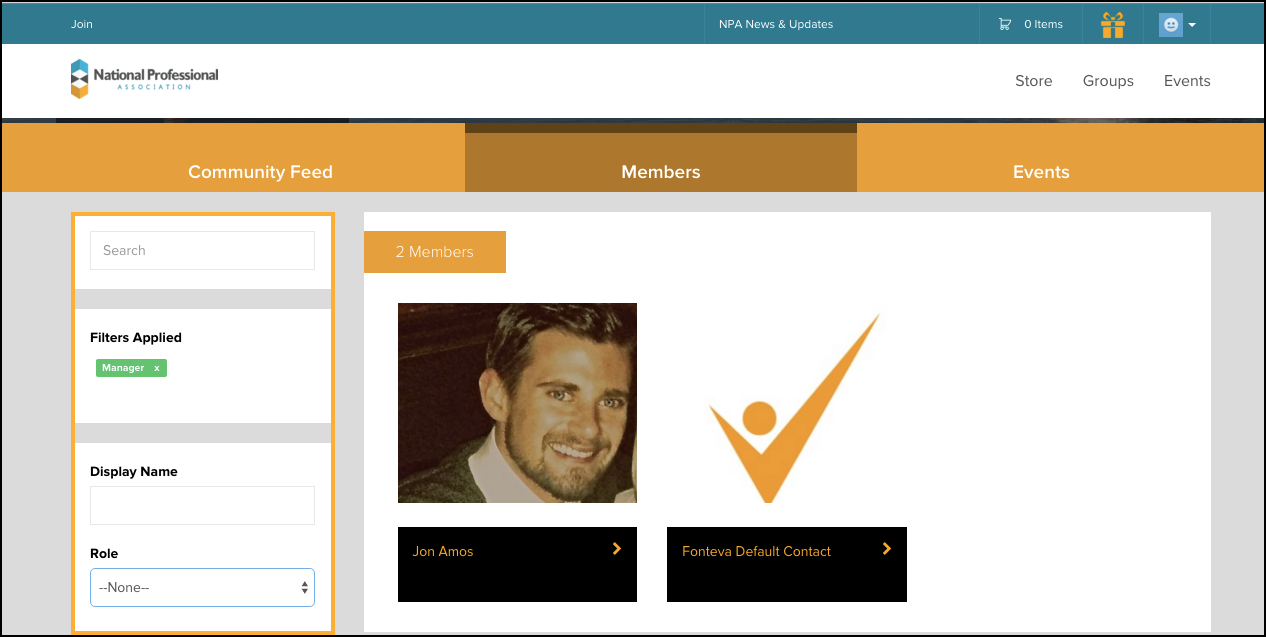 Join
NPA News & Updates
0 Items
National Professional
ASSOCIATION
Store
Groups
Events
Community Feed
Members
Events
Search
2 Members
Filters Applied
Manager x
Display Name
Role
--None--
Jon Amos
Fonteva Default Contact